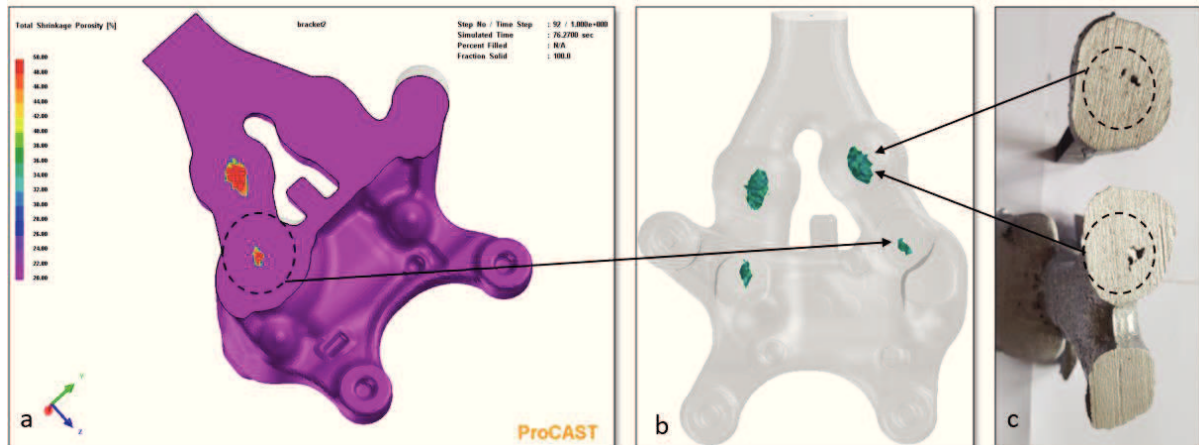 Total Shrinkage Porosity [%]
bracket2
Step No / Time Step : 92 / 1.000e+000
Simulated Time : 76.2700 sec
Percent Filled : N/A
Fraction Solid : 100.0
50.00
48.00
46.00
44.00
42.00
40.00
38.00
36.00
34.00
32.00
30.00
28.00
26.00
24.00
22.00
20.00
Y
Z
a
ProCAST
b
c